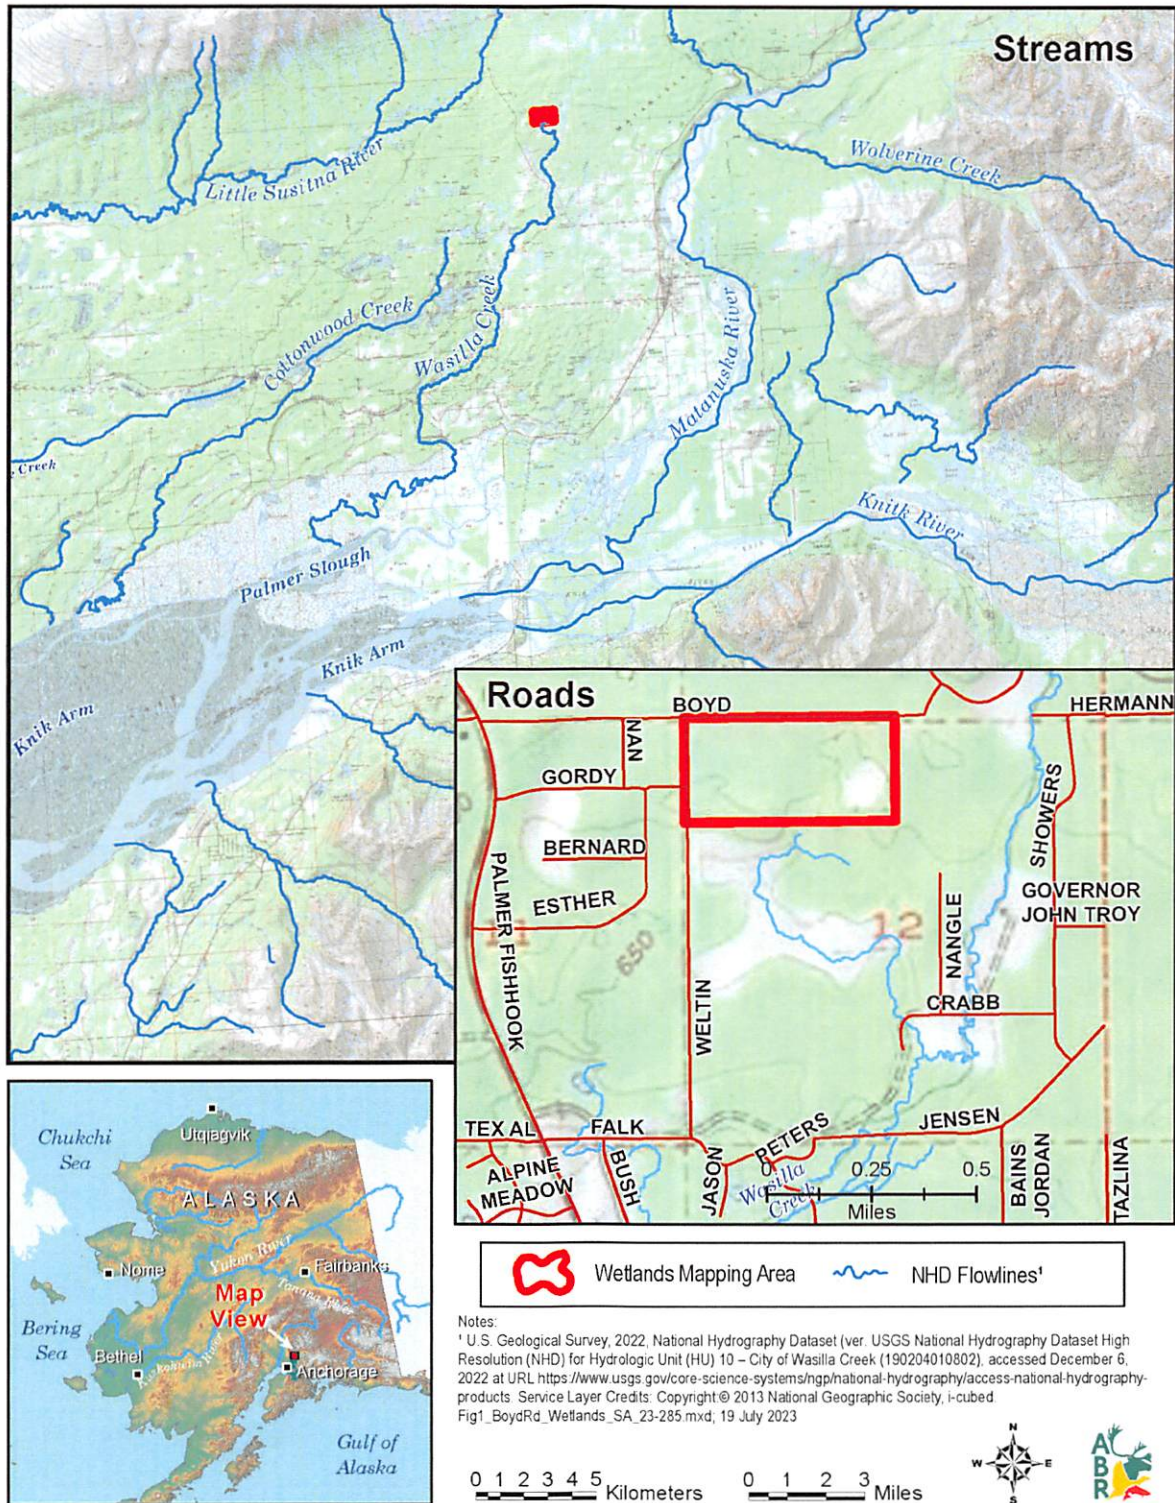 Streams
Wolverine Creek
Little Susitna River
Cottonwood Creek
Wasilla Creek
Matanuska River
Creek
Knitk River
Palmer Slough
Knik Arm
Knik Arm
Roads
BOYD
HERMANN
NAN
GORDY
SHOWERS
BERNARD
PALMER FISHHOOK
ESTHER
GOVERNOR
JOHN TROY
11
12
650
NANGLE
CRABB
WELTIN
TEX AL
FALK
PETERS
JENSEN
ALPINE
MEADOW
BUSH
JASON
Wasilla
Creek
0 0.25 0.5
Miles
BAINS
JORDAN
TAZLINA
Chukchi
Sea
Utqiagvik
ALASKA
Yukon River
Nome
Fairbanks
Tanana River
Map
View
Bering
Sea
Bethel
Anchorage
Gulf of
Alaska
Wetlands Mapping Area NHD Flowlines¹
Notes:
¹ U.S. Geological Survey, 2022, National Hydrography Dataset (ver. USGS National Hydrography Dataset High
Resolution (NHD) for Hydrologic Unit (HU) 10 – City of Wasilla Creek (190204010802), accessed December 6,
2022 at URL https://www.usgs.gov/core-science-systems/ngp/national-hydrography/access-national-hydrography-
products. Service Layer Credits: Copyright:© 2013 National Geographic Society, i-cubed.
Fig1_BoydRd_Wetlands_SA_23-285.mxd; 19 July 2023
0 1 2 3 4 5
Kilometers
0 1 2 3
Miles
N
W E
S
A
B
R